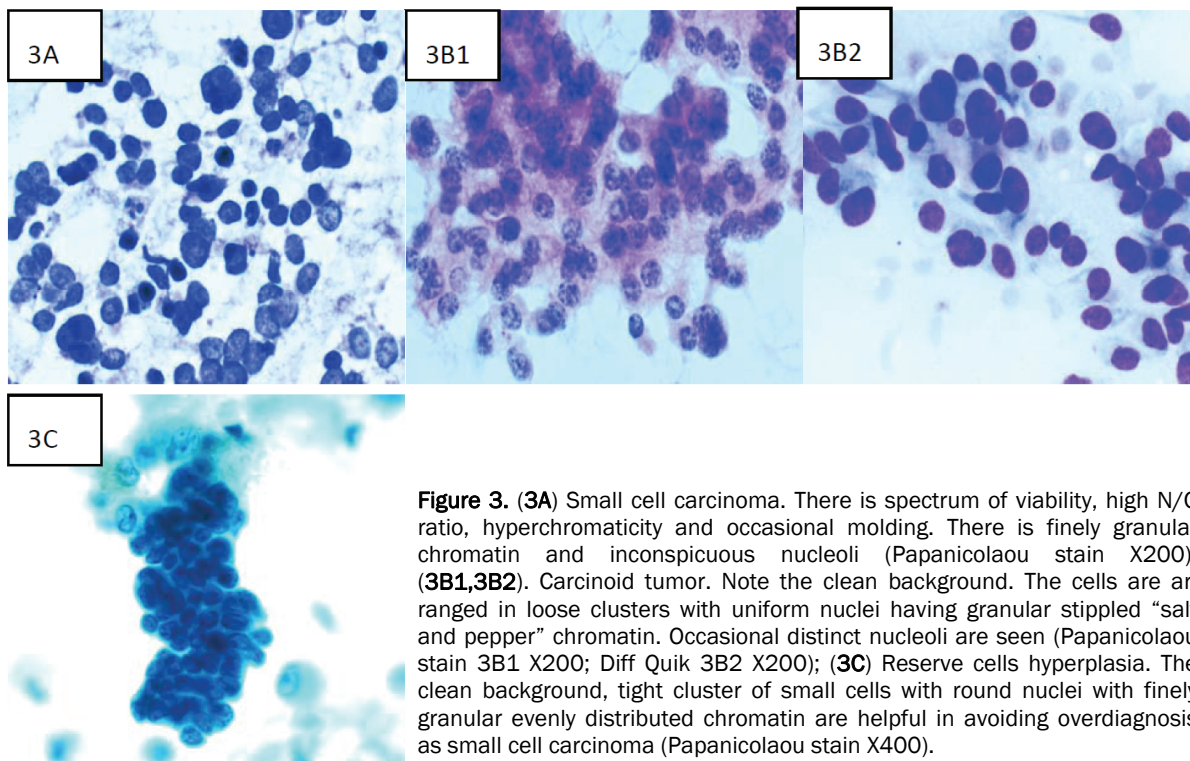 3A
3B1
3B2
3C
Figure 3. (3A) Small cell carcinoma. There is spectrum of viability, high N/C
ratio, hyperchromaticity and occasional molding. There is finely granular
chromatin and inconspicuous nucleoli (Papanicolaou stain X200)
(3B1,3B2). Carcinoid tumor. Note the clean background. The cells are ar
ranged in loose clusters with uniform nuclei having granular stippled “salt
and pepper” chromatin. Occasional distinct nucleoli are seen (Papanicolaou
stain 3B1 X200; Diff Quik 3B2 X200); (3C) Reserve cells hyperplasia. The
clean background, tight cluster of small cells with round nuclei with finely
granular evenly distributed chromatin are helpful in avoiding overdiagnosis
as small cell carcinoma (Papanicolaou stain X400).